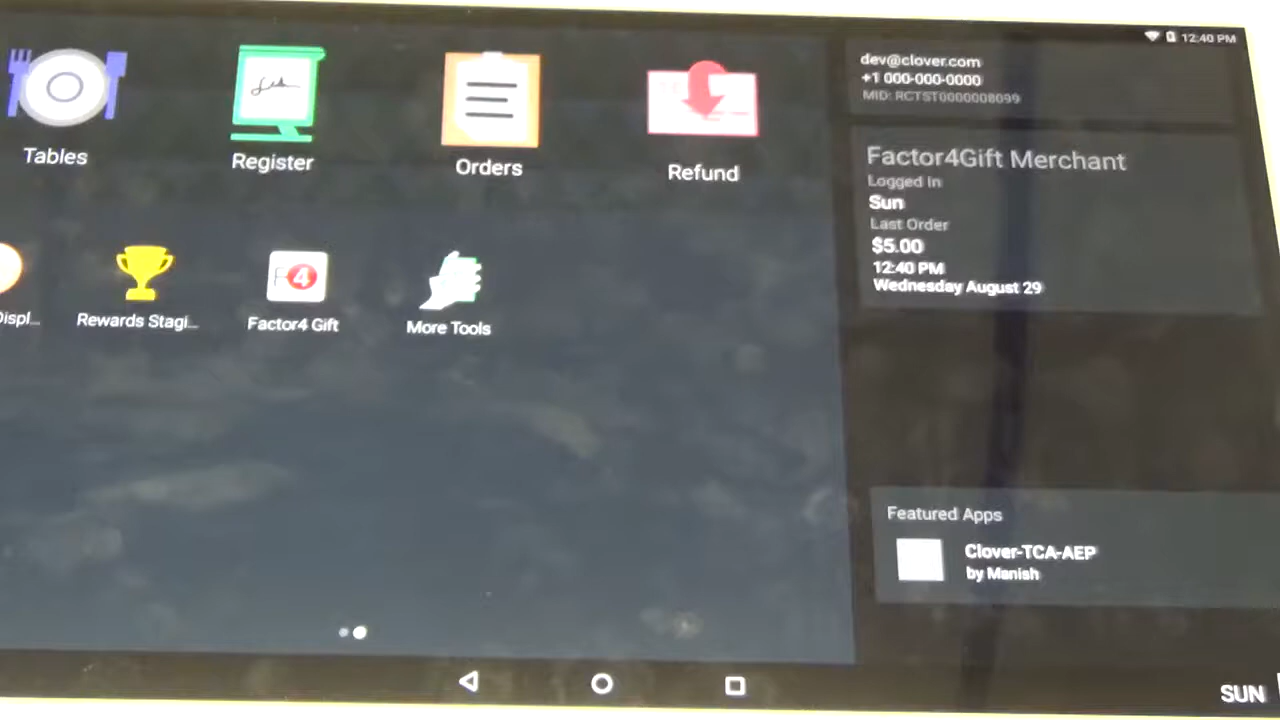 12:40 PM
dev@clover.com
+1 000-000-0000
MID: RCTST0000008099
Tables
Register
Orders
Refund
Factor4Gift Merchant
Logged In
Sun
Last Order
$5.00
12:40 PM
Wednesday August 29
Displ...
Rewards Stagi...
4
Factor4 Gift
More Tools
Featured Apps
Clover-TCA-AEP
by Manish
SUN